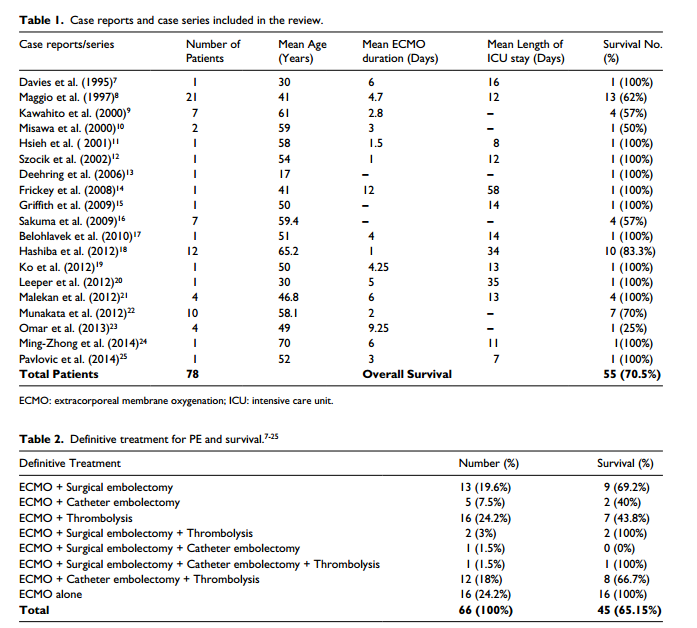 Table 1. Case reports and case series included in the review.
Case reports/series Number of Patients Mean Age (Years) Mean ECMO duration (Days) Mean Length of ICU stay (Days) Survival No. (%)
Davies et al. (1995)7 1 30 6 16 1 (100%)
Maggio et al. (1997)8 21 41 4.7 12 13 (62%)
Kawahito et al. (2000)9 7 61 2.8 – 4 (57%)
Misawa et al. (2000)10 2 59 3 – 1 (50%)
Hsieh et al. ( 2001)11 1 58 1.5 8 1 (100%)
Szocik et al. (2002)12 1 54 1 12 1 (100%)
Deehring et al. (2006)13 1 17 – – 1 (100%)
Frickey et al. (2008)14 1 41 12 58 1 (100%)
Griffith et al. (2009)15 1 50 – 14 1 (100%)
Sakuma et al. (2009)16 7 59.4 – – 4 (57%)
Belohlavek et al. (2010)17 1 51 4 14 1 (100%)
Hashiba et al. (2012)18 12 65.2 1 34 10 (83.3%)
Ko et al. (2012)19 1 50 4.25 13 1 (100%)
Leeper et al. (2012)20 1 30 5 35 1 (100%)
Malekan et al. (2012)21 4 46.8 6 13 4 (100%)
Munakata et al. (2012)22 10 58.1 2 – 7 (70%)
Omar et al. (2013)23 4 49 9.25 – 1 (25%)
Ming-Zhong et al. (2014)24 1 70 6 11 1(100%)
Pavlovic et al. (2014)25 1 52 3 7 1 (100%)
Total Patients 78 Overall Survival 55 (70.5%)
ECMO: extracorporeal membrane oxygenation; ICU: intensive care unit.
Table 2. Definitive treatment for PE and survival.7-25
Definitive Treatment Number (%) Survival (%)
ECMO + Surgical embolectomy 13 (19.6%) 9 (69.2%)
ECMO + Catheter embolectomy 5 (7.5%) 2 (40%)
ECMO + Thrombolysis 16 (24.2%) 7 (43.8%)
ECMO + Surgical embolectomy + Thrombolysis 2 (3%) 2 (100%)
ECMO + Surgical embolectomy + Catheter embolectomy 1 (1.5%) 0 (0%)
ECMO + Surgical embolectomy + Catheter embolectomy + Thrombolysis 1 (1.5%) 1 (100%)
ECMO + Catheter embolectomy + Thrombolysis 12 (18%) 8 (66.7%)
ECMO alone 16 (24.2%) 16 (100%)
Total 66 (100%) 45 (65.15%)